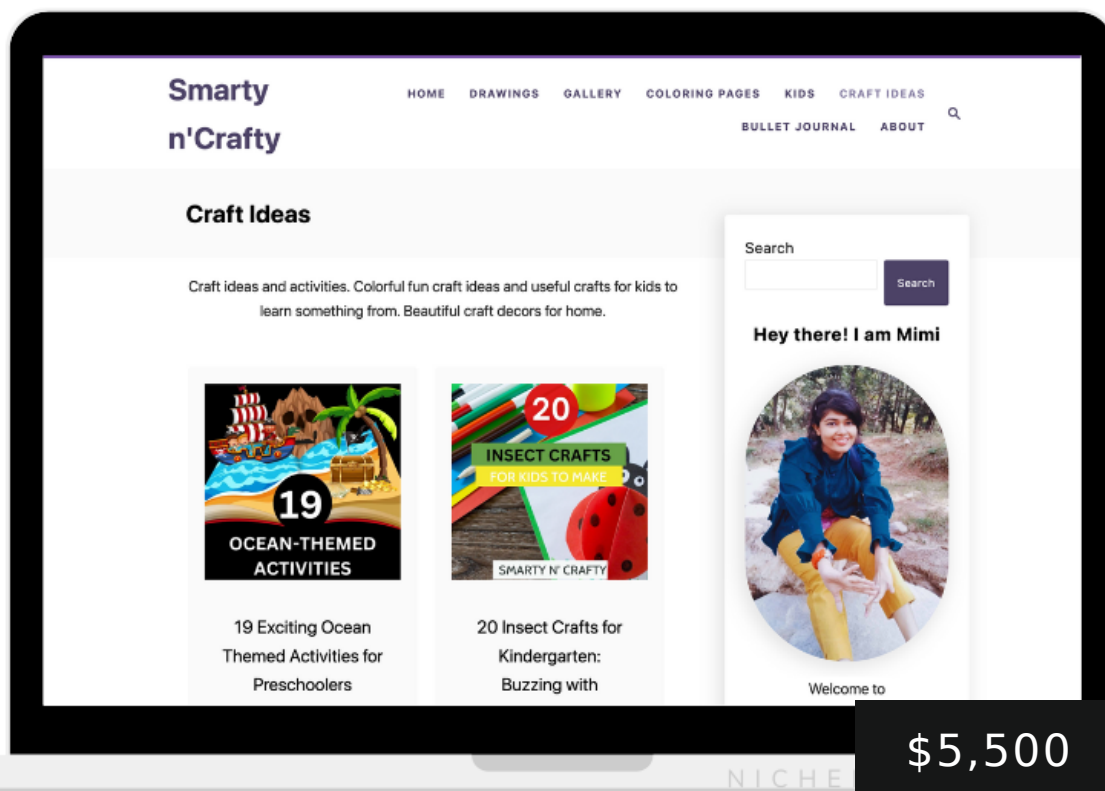 Smarty
n'Crafty
HOME DRAWINGS GALLERY COLORING PAGES KIDS CRAFT IDEAS
BULLET JOURNAL ABOUT
Craft Ideas
Craft ideas and activities. Colorful fun craft ideas and useful crafts for kids to
learn something from. Beautiful craft decors for home.
Search
Search
Hey there! I am Mimi
19
OCEAN-THEMED
ACTIVITIES
20
INSECT CRAFTS
FOR KIDS TO MAKE
SMARTY N' CRAFTY
19 Exciting Ocean
Themed Activities for
Preschoolers
20 Insect Crafts for
Kindergarten:
Buzzing with
Welcome to
$5,500